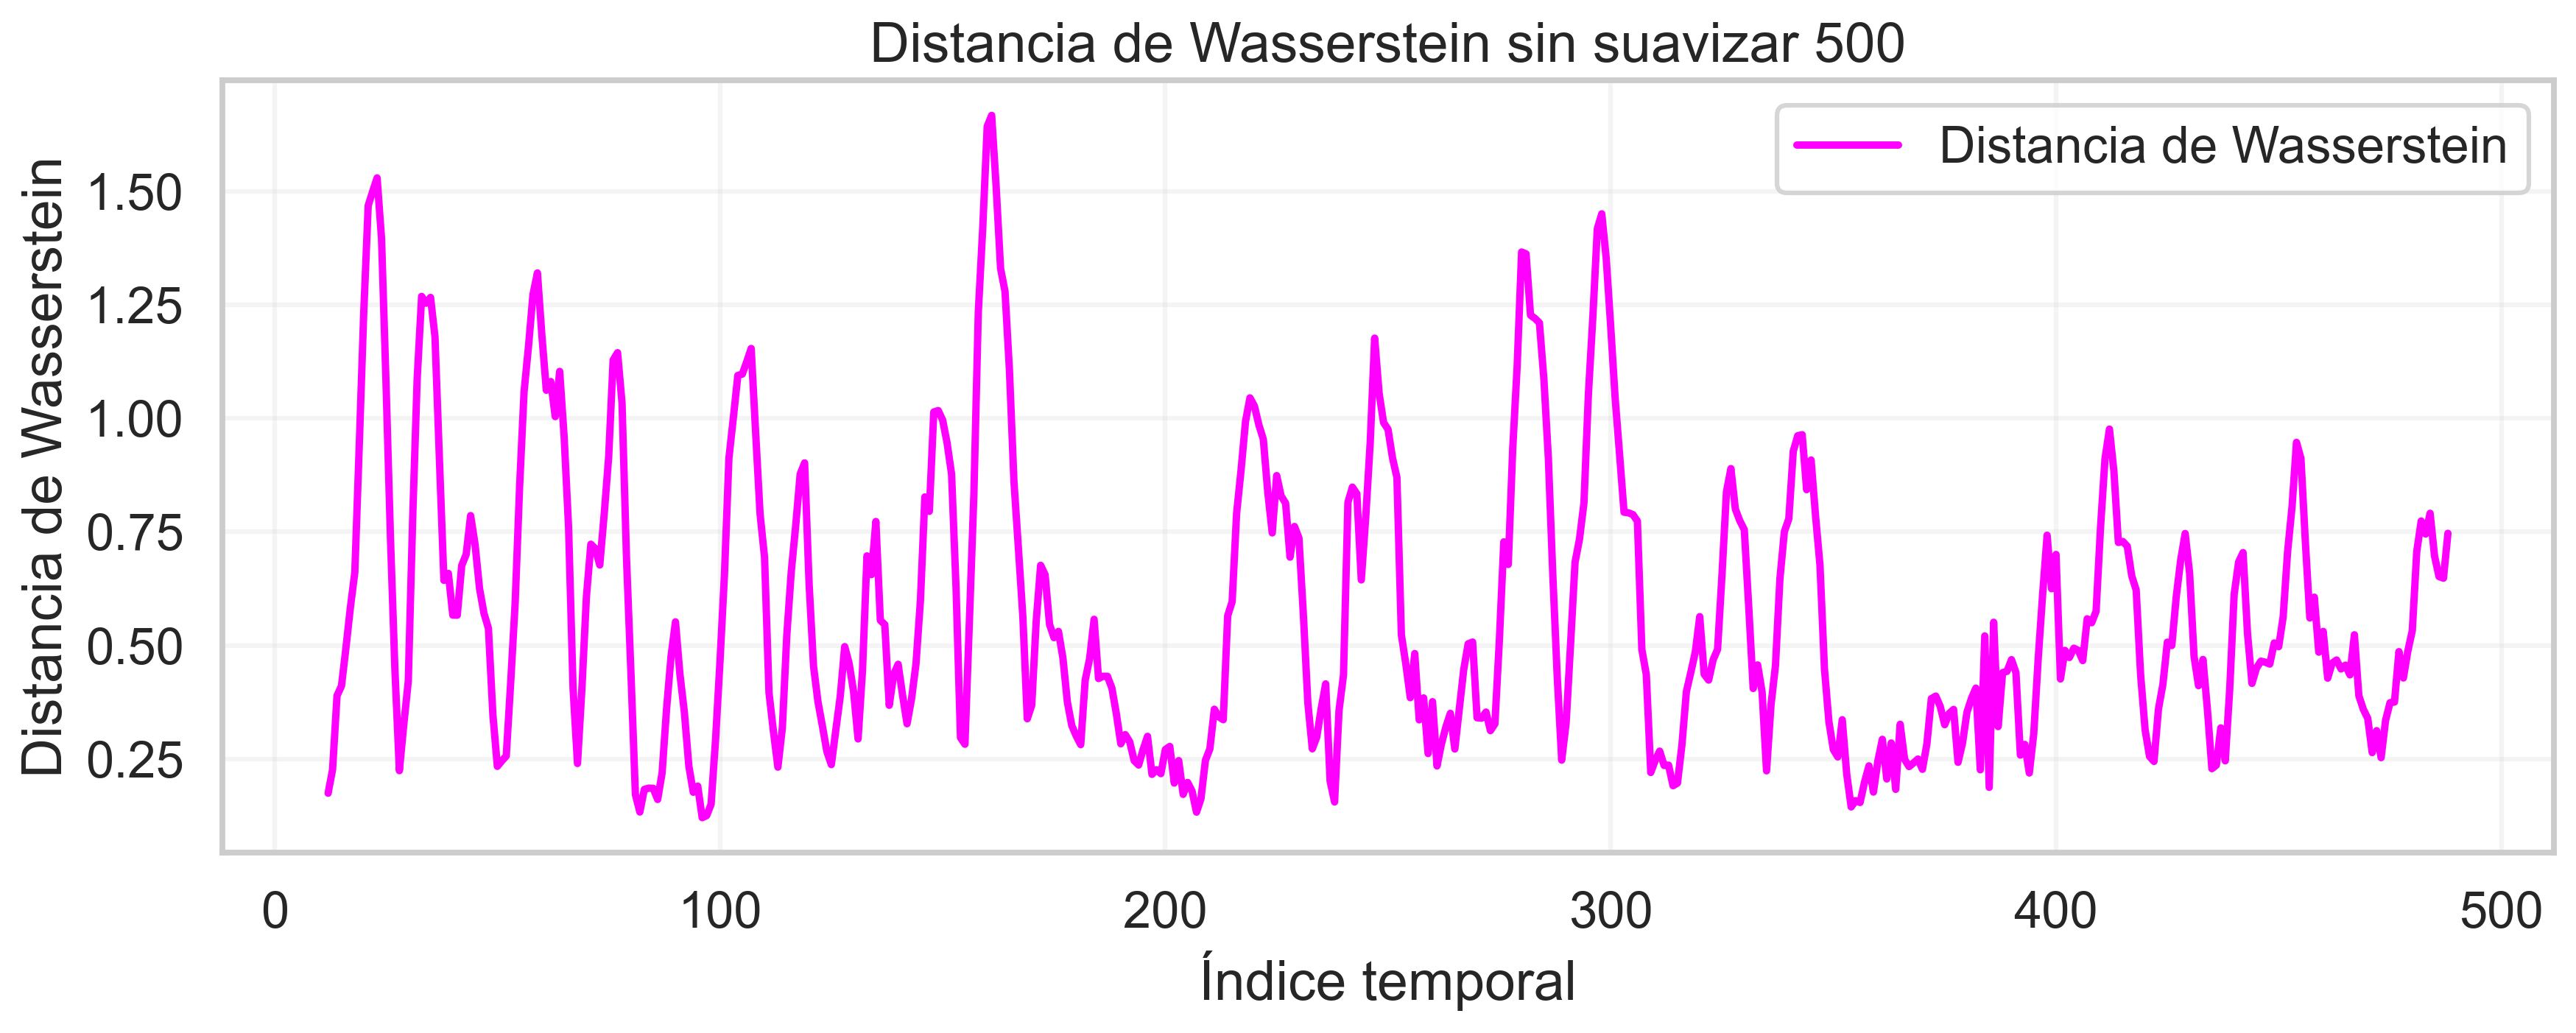 Distancia de Wasserstein sin suavizar 500
Distancia de Wasserstein
Distancia de Wasserstein
1.50
1.25
1.00
0.75
0.50
0.25
0 100 200 300 400 500
Índice temporal